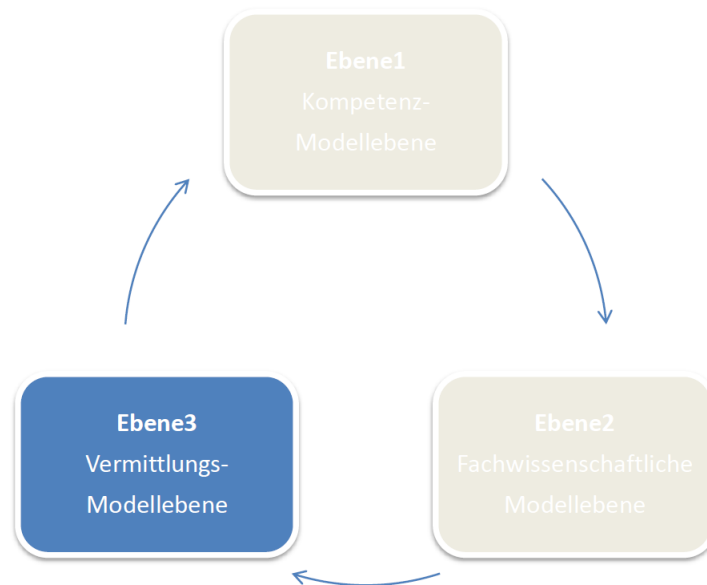 Ebene1
Kompetenz-
Modellebene
Ebene3
Vermittlungs-
Modellebene
Ebene2
Fachwissenschaftliche
Modellebene